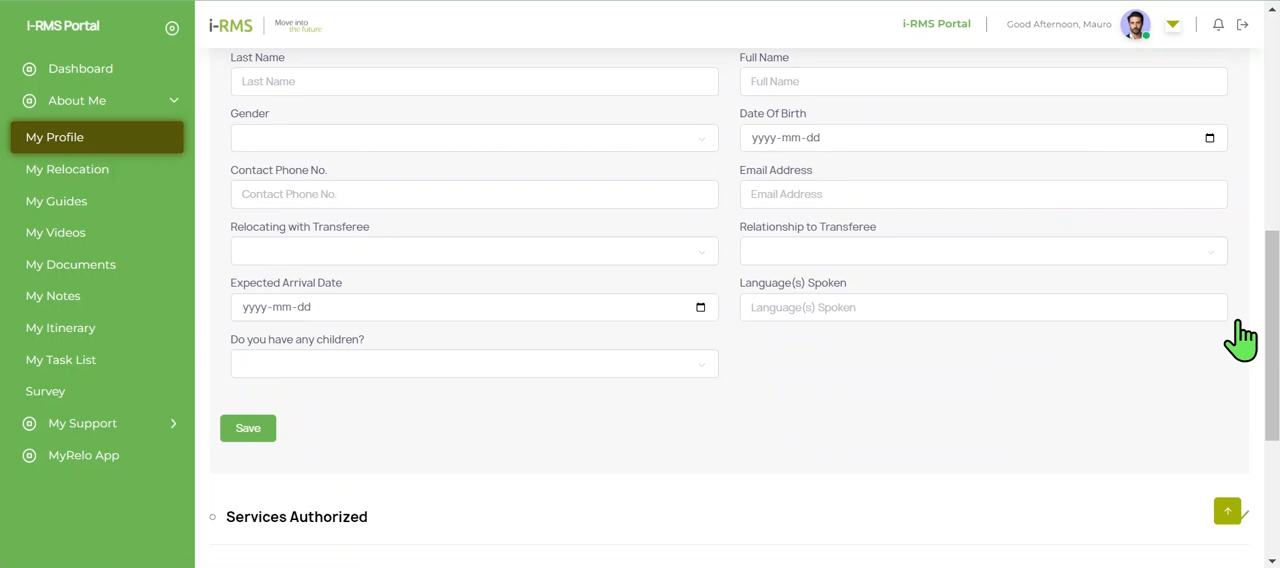 i-RMS Portal
Dashboard
About Me
My Profile
My Relocation
My Guides
My Videos
My Documents
My Notes
My Itinerary
My Task List
Survey
My Support
MyRelo App
i-RMS
Move into
the future
i-RMS Portal
Good Afternoon, Mauro
Last Name
Full Name
Last Name
Full Name
Gender
Date Of Birth
yyyy-mm-dd
Contact Phone No.
Email Address
Contact Phone No.
Email Address
Relocating with Transferee
Relationship to Transferee
Expected Arrival Date
Language(s) Spoken
yyyy-mm-dd
Language(s) Spoken
Do you have any children?
Save
Services Authorized